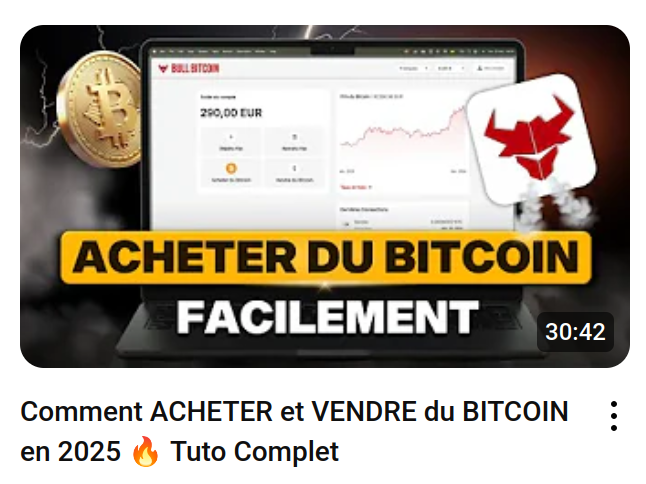 BULL BITCOIN
290,00 EUR
ACHETER DU BITCOIN
FACILEMENT
30:42
Comment ACHETER et VENDRE du BITCOIN
en 2025 🔥 Tuto Complet